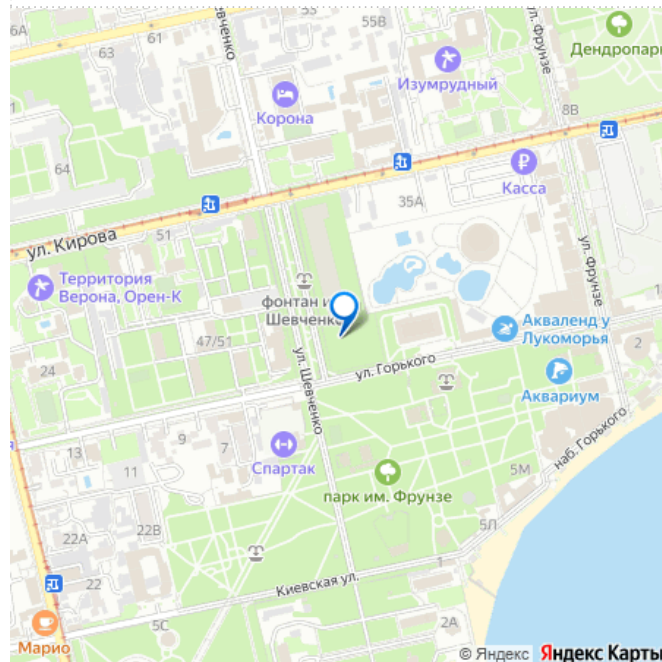 6А
63
61
Шевченко
55В
55Б
ул. Фрунзе
Дендропарк
Изумрудный
Корона
8В
64
Касса
35А
ул. Кирова
51
ул. Фрунзе
Территория
Верона, Орен-К
фонтан и
Шевченко
47/51
Акваленд у
Лукоморья
2
24
ул. Шевченко
ул. Горького
Аквариум
наб. Горького
9
7
13
11
Спартак
5М
парк им. Фрунзе
22В
5Л
22А
22
Киевская ул.
1
Марио
5С
2А
© Яндекс Яндекс Карты